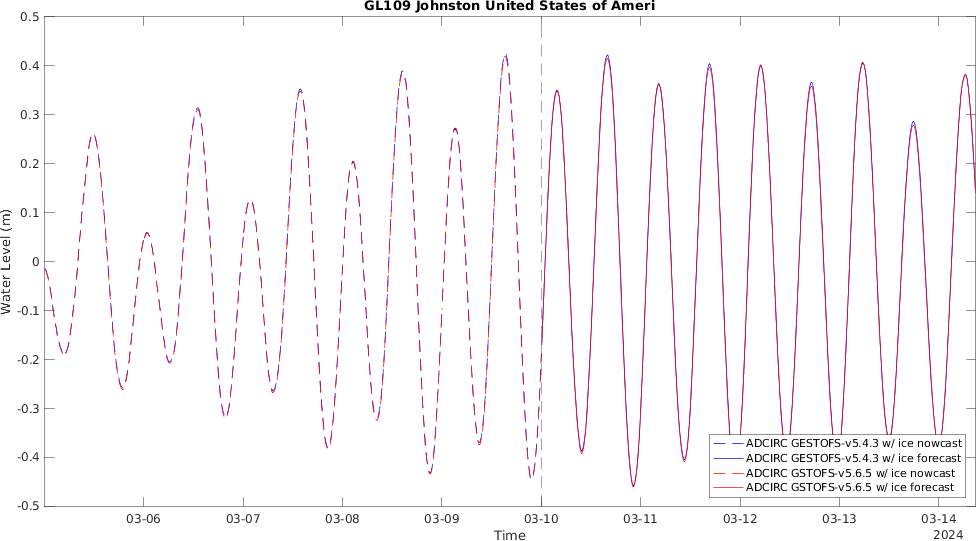 GL109 Johnston United States of Ameri
0.5
0.4
0.3
0.2
0.1
0
-0.1
-0.2
-0.3
-0.4
-0.5
Water Level (m)
ADCIRC GESTOFS-v5.4.3 w/ ice nowcast
ADCIRC GESTOFS-v5.4.3 w/ ice forecast
ADCIRC GSTOFS-v5.6.5 w/ ice nowcast
ADCIRC GSTOFS-v5.6.5 w/ ice forecast
03-06 03-07 03-08 03-09 03-10 03-11 03-12 03-13 03-14
Time 2024